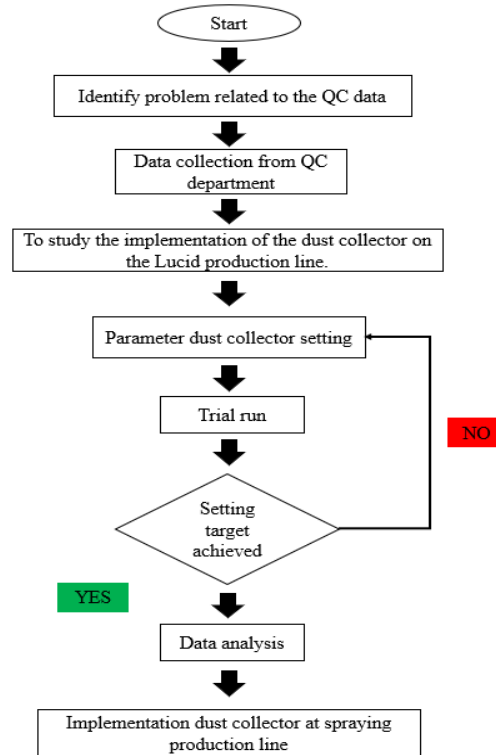 Start
Identify problem related to the QC data
Data collection from QC
department
To study the implementation of the dust collector on
the Lucid production line.
Parameter dust collector setting
Trial run
NO
Setting
target
achieved
YES
Data analysis
Implementation dust collector at spraying
production line